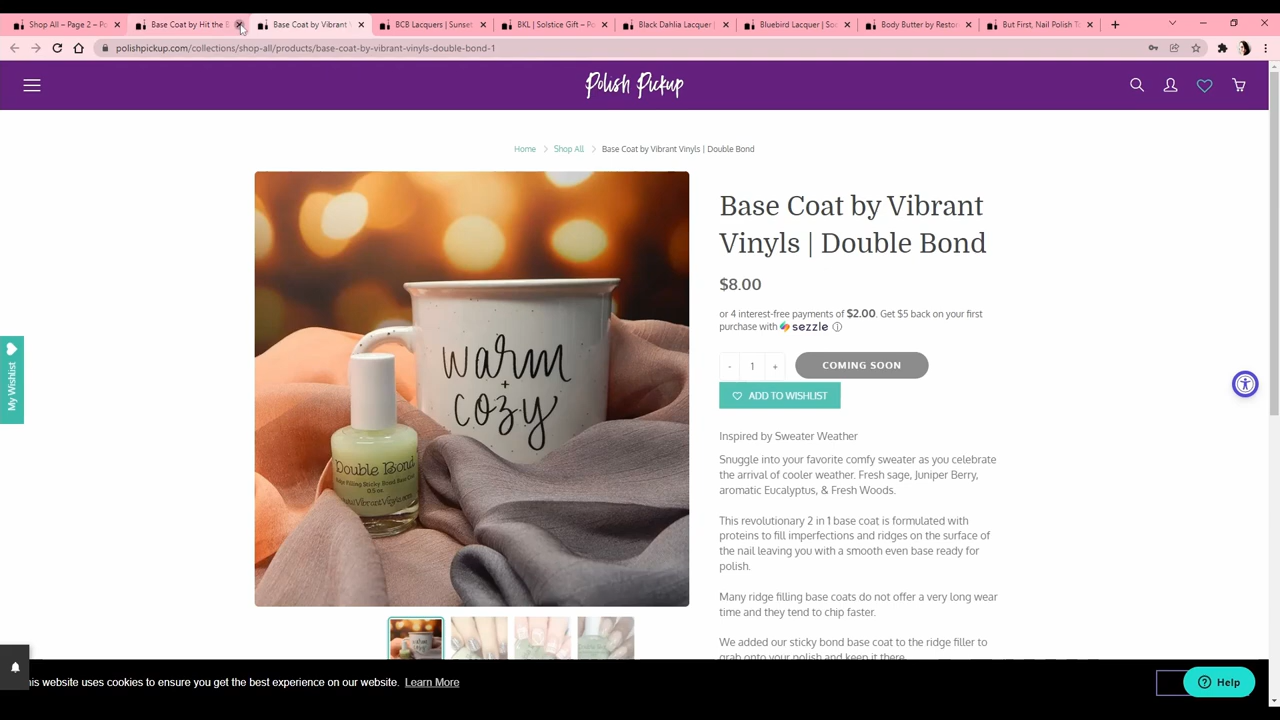 Shop All – Page 2 – Po
Base Coat by Hit the B
Base Coat by Vibrant V
BCB Lacquers | Sunset
BKL | Solstice Gift – Po
Black Dahlia Lacquer |
Bluebird Lacquer | So
Body Butter by Restor
But First, Nail Polish To
polishpickup.com/collections/shop-all/products/base-coat-by-vibrant-vinyls-double-bond-1
Polish Pickup
Home > Shop All > Base Coat by Vibrant Vinyls | Double Bond
Base Coat by Vibrant
Vinyls | Double Bond
$8.00
or 4 interest-free payments of $2.00. Get $5 back on your first
purchase with sezzle
- 1 + COMING SOON
ADD TO WISHLIST
Inspired by Sweater Weather
Snuggle into your favorite comfy sweater as you celebrate
the arrival of cooler weather. Fresh sage, Juniper Berry,
aromatic Eucalyptus, & Fresh Woods.
This revolutionary 2 in 1 base coat is formulated with
proteins to fill imperfections and ridges on the surface of
the nail leaving you with a smooth even base ready for
polish.
Many ridge filling base coats do not offer a very long wear
time and they tend to chip faster.
We added our sticky bond base coat to the ridge filler to
grab onto your polish and keep it there.
warm
+
cozy
Double Bond
My Wishlist
his website uses cookies to ensure you get the best experience on our website. Learn More
Help